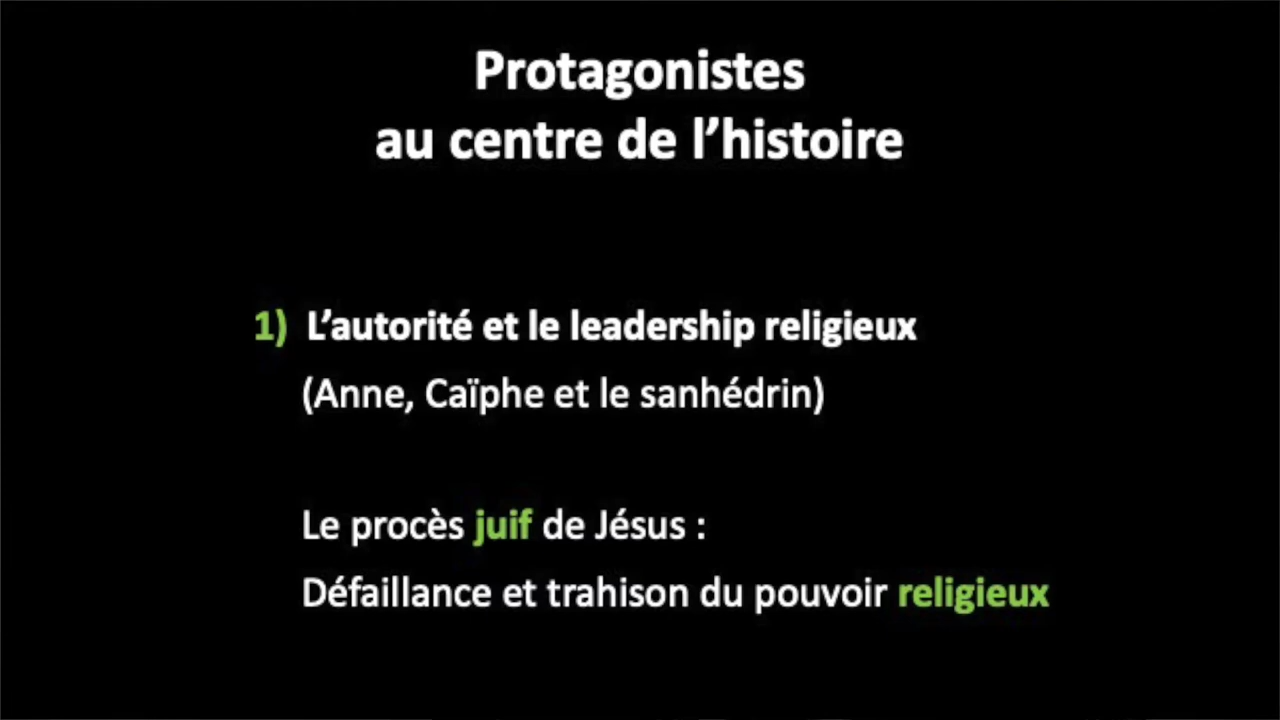 Protagonistes
au centre de l’histoire
1) L’autorité et le leadership religieux
(Anne, Caïphe et le sanhédrin)
Le procès juif de Jésus :
Défaillance et trahison du pouvoir religieux